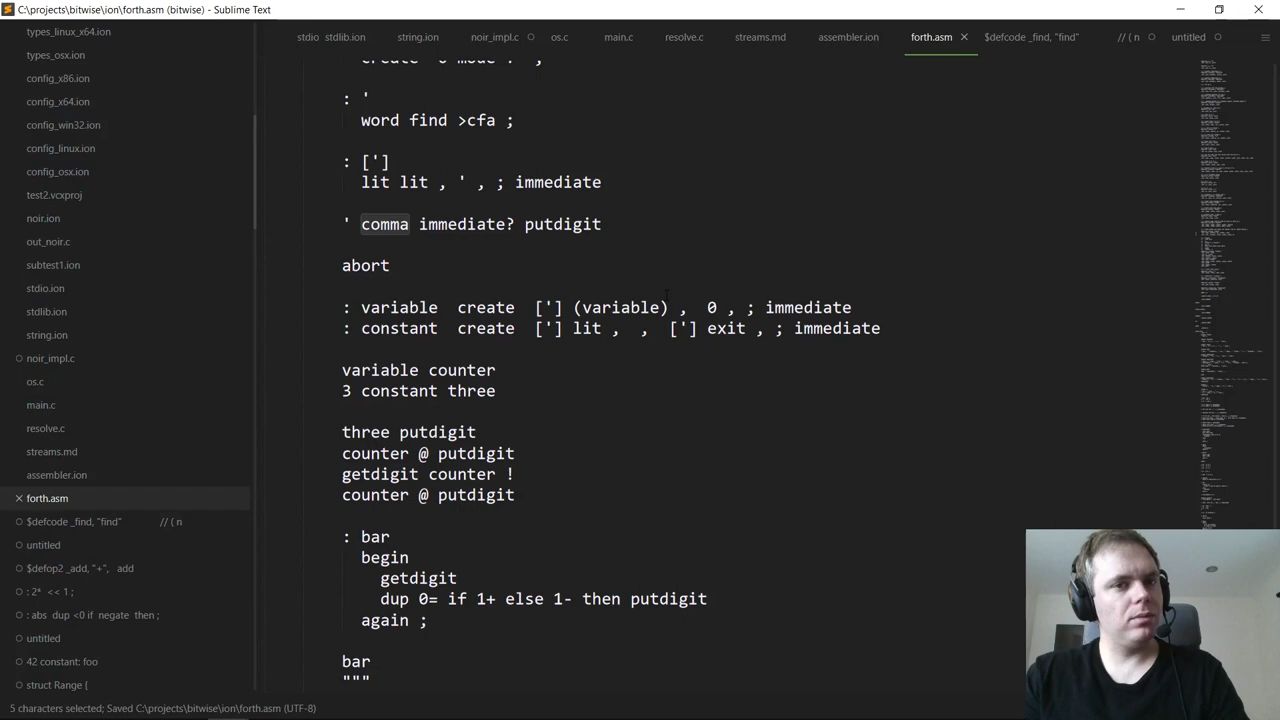 C:\projects\bitwise\ion\forth.asm (bitwise) - Sublime Text
stdio stdlib.ion
string.ion
noir_impl.c
os.c
main.c
resolve.c
streams.md
assembler.ion
forth.asm
$defcode _find, "find"
// ( n
untitled
types_linux_x64.ion
types_osx.ion
config_x86.ion
config_x64.ion
config_win32.ion
config_linux.ion
config_osx.ion
test2.vcxproj
noir.ion
out_noir.c
subtest1.ion
stdio.ion
stdlib.ion
string.ion
noir_impl.c
os.c
main.c
resolve.c
streams.md
assembler.ion
forth.asm
$defcode _find, "find" // ( n
untitled
$defop2 _add, "+", add
: 2* << 1 ;
: abs dup <0 if negate then ;
untitled
42 constant: foo
struct Range {
: '
word find >cfa ;
: [']
lit lit , ' , , immediate
' comma immediate? putdigit
abort
: variable create ['] (variable) , 0 , ; immediate
: constant create ['] lit , , ['] exit , ; immediate
variable counter
3 constant three
three putdigit
counter @ putdigit
getdigit counter !
counter @ putdigit
: bar
begin
getdigit
dup 0= if 1+ else 1- then putdigit
again ;
bar
"""
5 characters selected; Saved C:\projects\bitwise\ion\forth.asm (UTF-8)